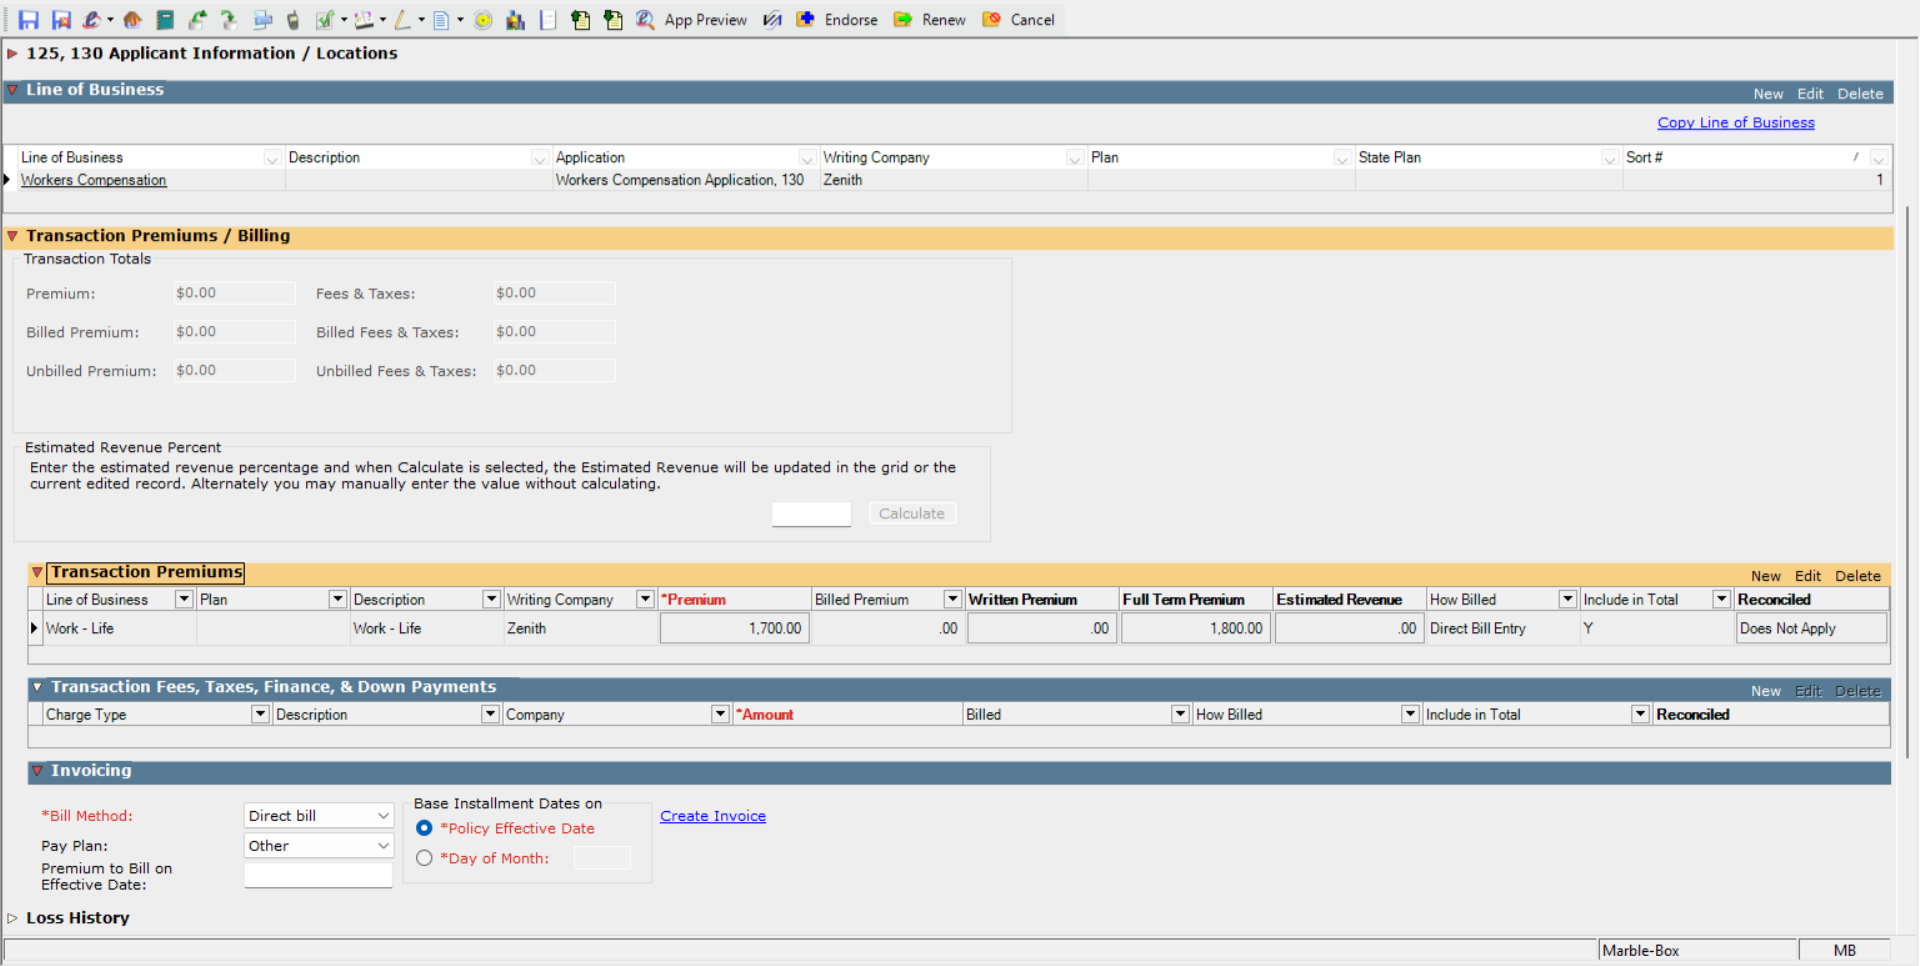 App Preview Endorse Renew Cancel
125, 130 Applicant Information / Locations
Line of Business
New Edit Delete
Copy Line of Business
Line of Business Description Application Writing Company Plan State Plan Sort # /
Workers Compensation Workers Compensation Application, 130 Zenith 1
Transaction Premiums / Billing
Transaction Totals
Premium: $0.00 Fees & Taxes: $0.00
Billed Premium: $0.00 Billed Fees & Taxes: $0.00
Unbilled Premium: $0.00 Unbilled Fees & Taxes: $0.00
Estimated Revenue Percent
Enter the estimated revenue percentage and when Calculate is selected, the Estimated Revenue will be updated in the grid or the
current edited record. Alternately you may manually enter the value without calculating.
Calculate
Transaction Premiums
New Edit Delete
Line of Business Plan Description Writing Company *Premium Billed Premium Written Premium Full Term Premium Estimated Revenue How Billed Include in Total Reconciled
Work - Life Work - Life Zenith 1,700.00 .00 .00 1,800.00 .00 Direct Bill Entry Y Does Not Apply
Transaction Fees, Taxes, Finance, & Down Payments
New Edit Delete
Charge Type Description Company *Amount Billed How Billed Include in Total Reconciled
Invoicing
*Bill Method: Direct bill
Pay Plan: Other
Premium to Bill on
Effective Date:
Base Installment Dates on
*Policy Effective Date
*Day of Month:
Create Invoice
Loss History
Marble-Box MB